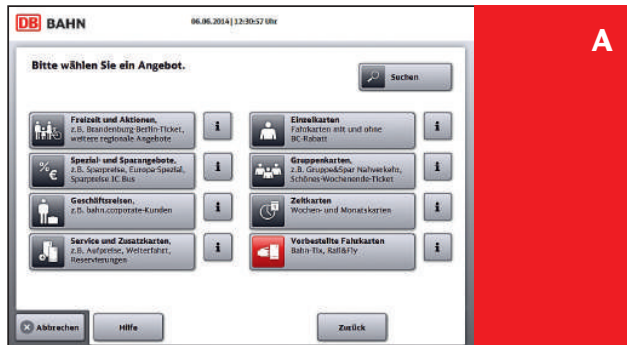 DB BAHN
06.06.2014 | 12:30:57 Uhr
A
Bitte wählen Sie ein Angebot.
Suchen
Freizeit und Aktionen,
z.B. Brandenburg-Berlin-Ticket,
weitere regionale Angebote
i
Einzelkarten
Fahrkarten mit und ohne
BC-Rabatt
i
%€
Spezial- und Sparangebote,
z.B. Sparpreise, Europa-Spezial,
Sparpreise IC Bus
i
Gruppenkarten,
z.B. Gruppe&Spar Nahverkehr,
Schönes-Wochenende-Ticket
i
Geschäftsreisen,
z.B. bahn.corporate-Kunden
i
Zeitkarten
Wochen- und Monatskarten
i
Service und Zusatzkarten,
z.B. Aufpreise, Weiterfahrt,
Reservierungen
i
Vorbestellte Fahrkarten
Bahn-Tix, Rail&Fly
i
Abbrechen
Hilfe
Zurück